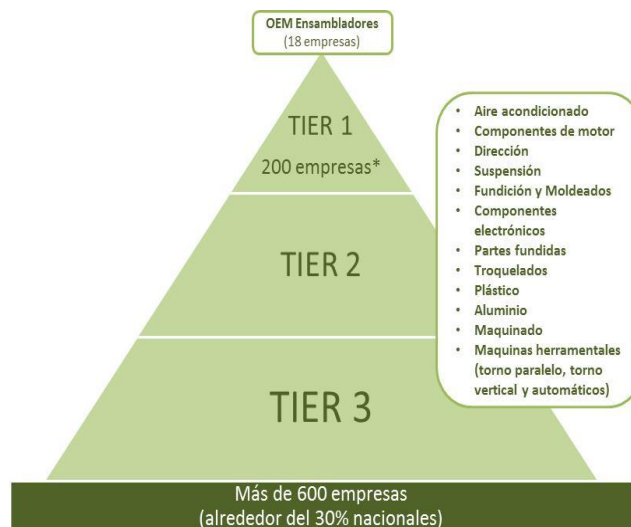 OEM Ensambladores
(18 empresas)
TIER 1
200 empresas*
TIER 2
TIER 3
• Aire acondicionado
• Componentes de motor
• Dirección
• Suspensión
• Fundición y Moldeados
• Componentes
electrónicos
• Partes fundidas
• Troquelados
• Plástico
• Aluminio
• Maquinado
• Maquinas herramentales
(torno paralelo, torno
vertical y automáticos)
Más de 600 empresas
(alrededor del 30% nacionales)